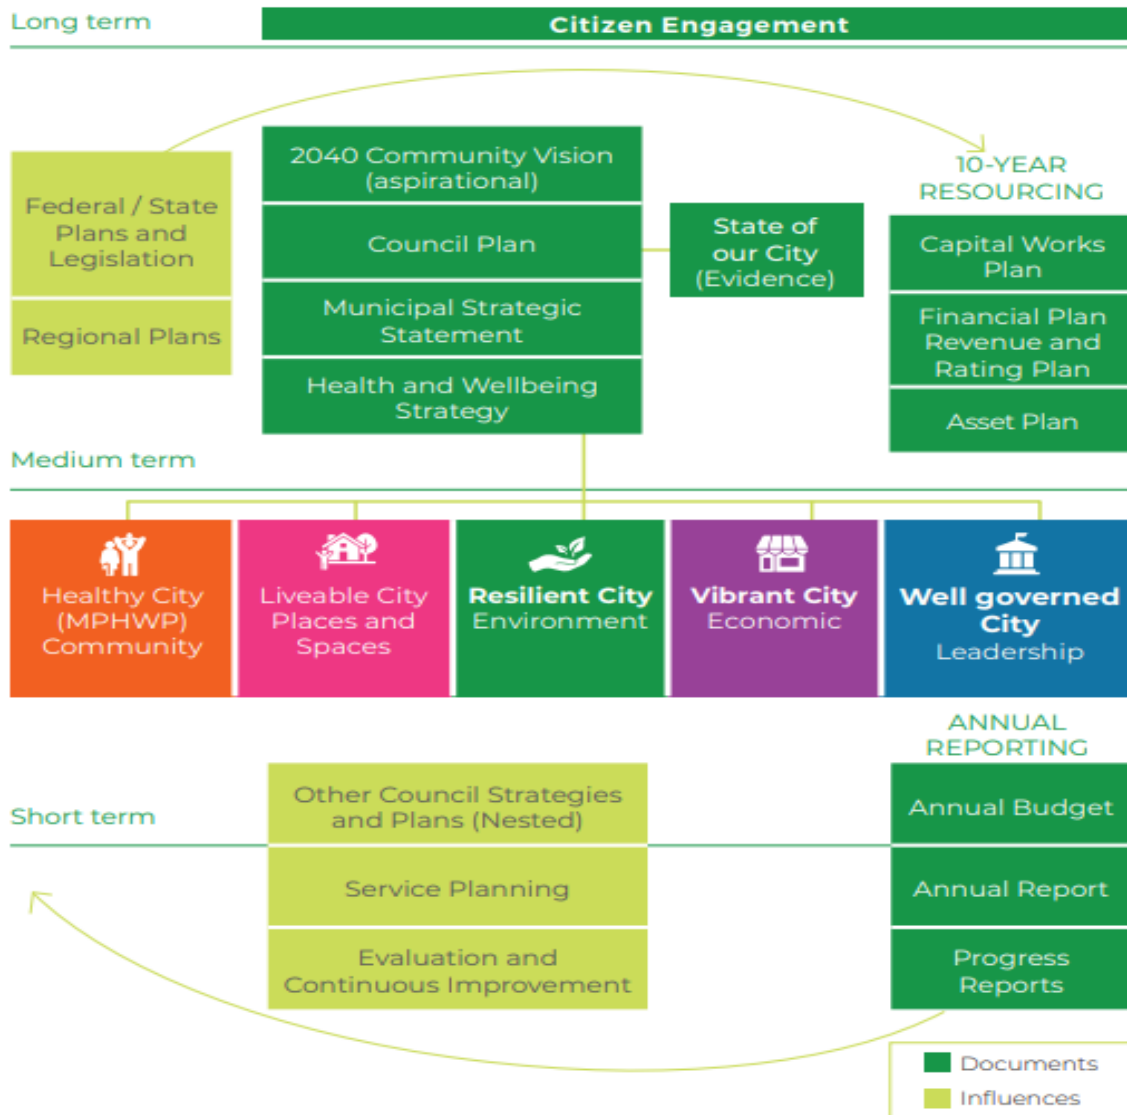 Long term
Citizen Engagement
Federal / State
Plans and
Legislation
Regional Plans
2040 Community Vision
(aspirational)
Council Plan
Municipal Strategic
Statement
Health and Wellbeing
Strategy
State of
our City
(Evidence)
10-YEAR
RESOURCING
Capital Works
Plan
Financial Plan
Revenue and
Rating Plan
Asset Plan
Medium term
Healthy City
(MPHWP)
Community
Liveable City
Places and
Spaces
Resilient City
Environment
Vibrant City
Economic
Well governed
City
Leadership
Short term
Other Council Strategies
and Plans (Nested)
Service Planning
Evaluation and
Continuous Improvement
ANNUAL
REPORTING
Annual Budget
Annual Report
Progress
Reports
Documents
Influences